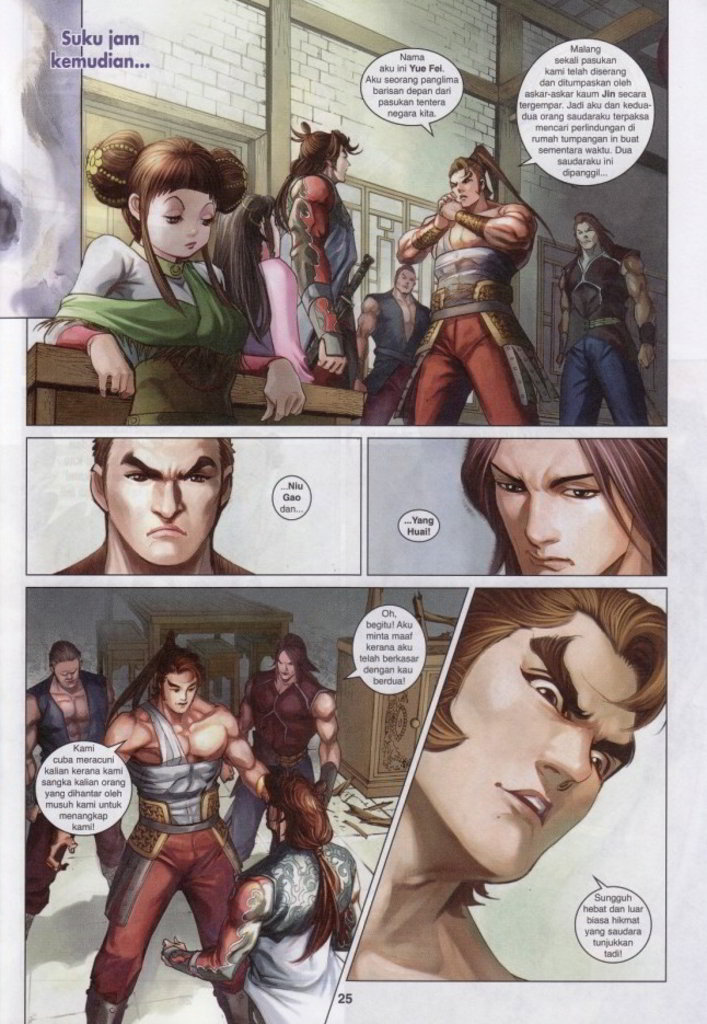 Suku jam
kemudian...
Nama
aku ini Yue Fei.
Aku seorang panglima
barisan depan dari
pasukan tentera
negara kita.
Malang
sekali pasukan
kami telah diserang
dan ditumpaskan oleh
askar-askar kaum Jin secara
tergempar. Jadi aku dan kedua-
dua orang saudaraku terpaksa
mencari perlindungan di
rumah tumpangan in buat
sementara waktu. Dua
saudaraku ini
dipanggil...
...Niu
Gao
dan...
...Yang
Huai!
Oh,
begitu! Aku
minta maaf
kerana aku
telah berkasar
dengan kau
berdua!
Kami
cuba meracuni
kalian kerana kami
sangka kalian orang
yang dihantar oleh
musuh kami untuk
menangkap
kami!
Sungguh
hebat dan luar
biasa hikmat
yang saudara
tunjukkan
tadi!
25